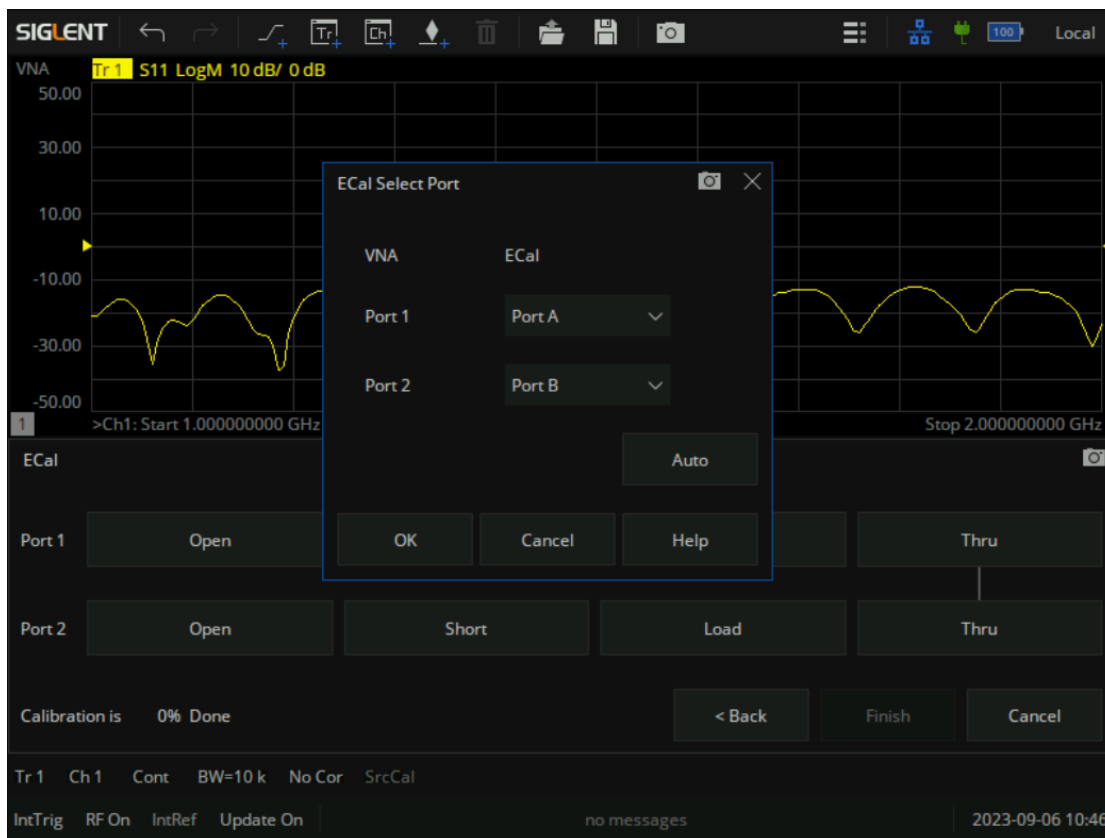 SIGLENT Tr Ch 100 Local
VNA Tr 1 S11 LogM 10 dB/ 0 dB
50.00
30.00
10.00
-10.00
-30.00
-50.00
1 >Ch1: Start 1.000000000 GHz Stop 2.000000000 GHz
ECal Select Port
VNA ECal
Port 1 Port A
Port 2 Port B
Auto
OK Cancel Help
ECal
Port 1 Open Thru
Port 2 Open Short Load Thru
Calibration is 0% Done < Back Finish Cancel
Tr 1 Ch 1 Cont BW=10 k No Cor SrcCal
IntTrig RF On IntRef Update On no messages 2023-09-06 10:46